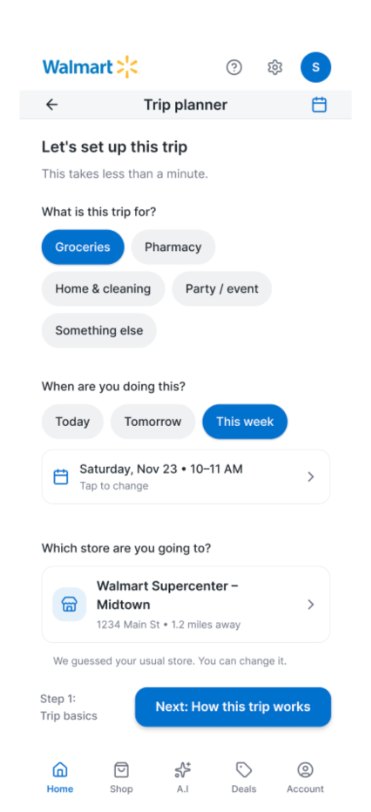 Walmart
S
Trip planner
Let's set up this trip
This takes less than a minute.
What is this trip for?
Groceries
Pharmacy
Home & cleaning
Party / event
Something else
When are you doing this?
Today
Tomorrow
This week
Saturday, Nov 23 • 10–11 AM
Tap to change
Which store are you going to?
Walmart Supercenter –
Midtown
1234 Main St • 1.2 miles away
We guessed your usual store. You can change it.
Step 1:
Trip basics
Next: How this trip works
Home
Shop
A.I
Deals
Account